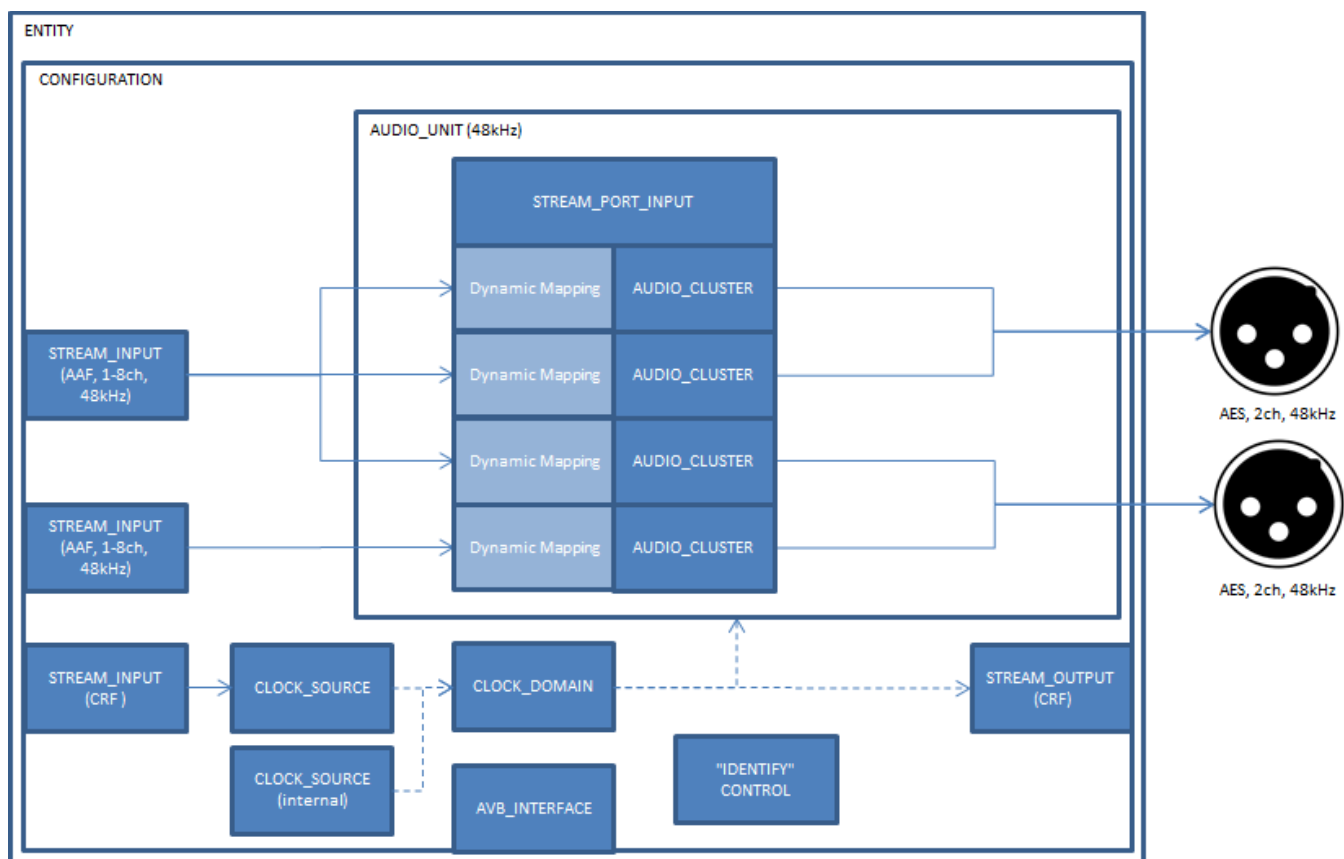 ENTITY
CONFIGURATION
AUDIO_UNIT (48kHz)
STREAM_PORT_INPUT
Dynamic Mapping
AUDIO_CLUSTER
Dynamic Mapping
AUDIO_CLUSTER
Dynamic Mapping
AUDIO_CLUSTER
Dynamic Mapping
AUDIO_CLUSTER
STREAM_INPUT
(AAF, 1-8ch,
48kHz)
STREAM_INPUT
(AAF, 1-8ch,
48kHz)
AES, 2ch, 48kHz
AES, 2ch, 48kHz
STREAM_INPUT
(CRF )
CLOCK_SOURCE
CLOCK_DOMAIN
STREAM_OUTPUT
(CRF)
CLOCK_SOURCE
(internal)
AVB_INTERFACE
"IDENTIFY"
CONTROL